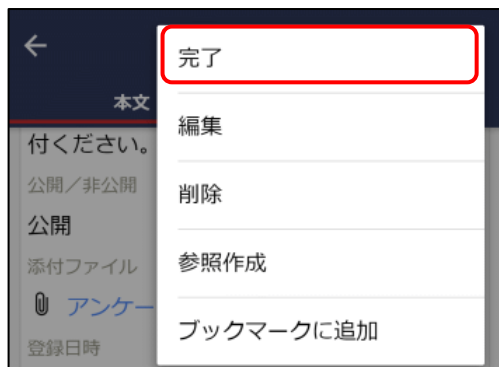 ←
完了
本文
編集
付ください。
公開／非公開
削除
公開
参照作成
添付ファイル
アンケー
ブックマークに追加
登録日時